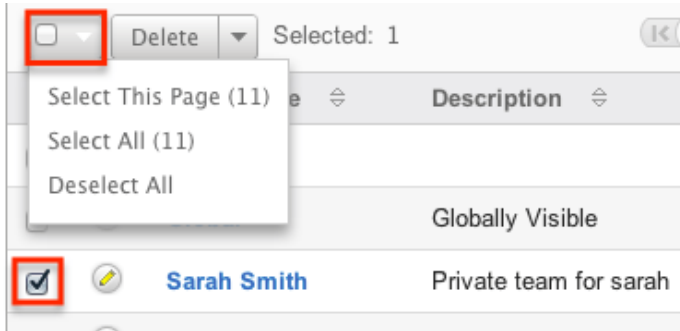 Delete Selected: 1
Select This Page (11)
e Description
Select All (11)
Deselect All
Globally Visible
Sarah Smith Private team for sarah